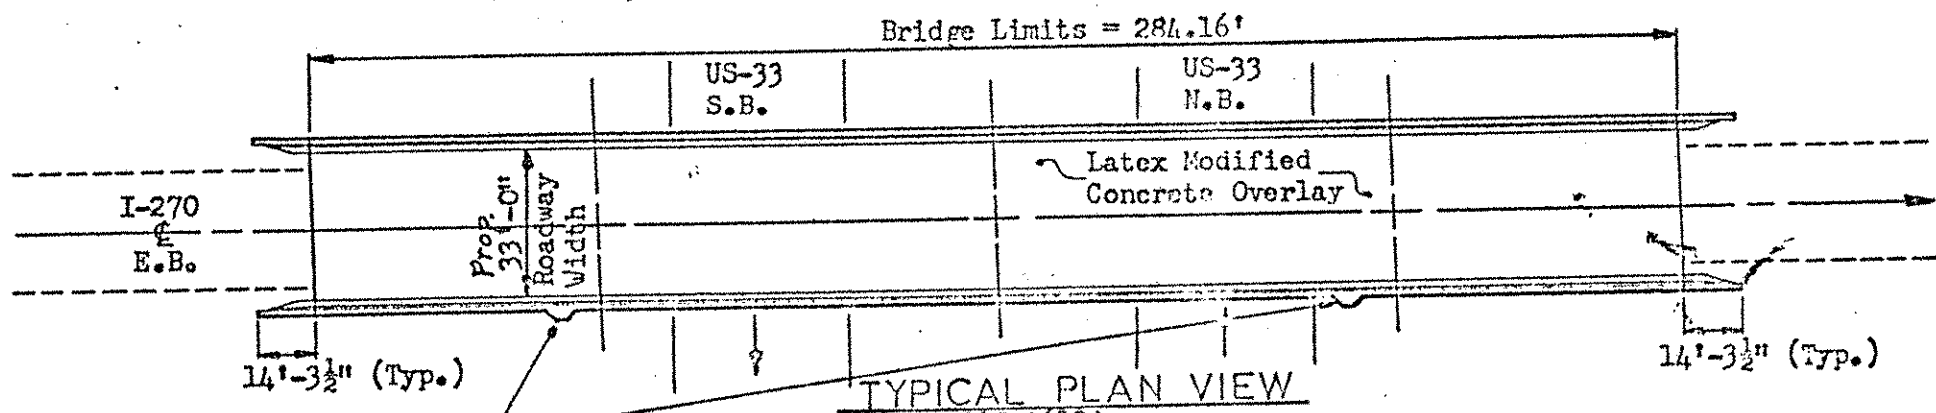 Bridge Limits = 284.16'
US-33
S.B.
US-33
N.B.
Latex Modified
Concrete Overlay
I-270
℄
E.B.
Prop.
33'-0"
Roadway
Width
14'-3½" (Typ.)
14'-3½" (Typ.)
TYPICAL PLAN VIEW